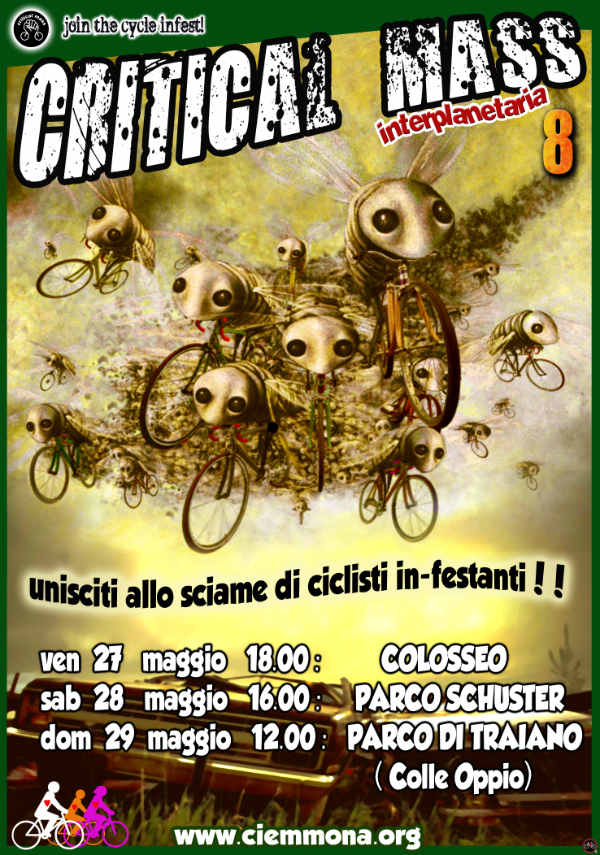 join the cycle infest!
CRITICAL MASS
interplanetaria
8
unisciti allo sciame di ciclisti in-festanti!!
ven 27 maggio 18.00: COLOSSEO
sab 28 maggio 16.00: PARCO SCHUSTER
dom 29 maggio 12.00: PARCO DI TRAIANO
(Colle Oppio)
www.ciemmona.org